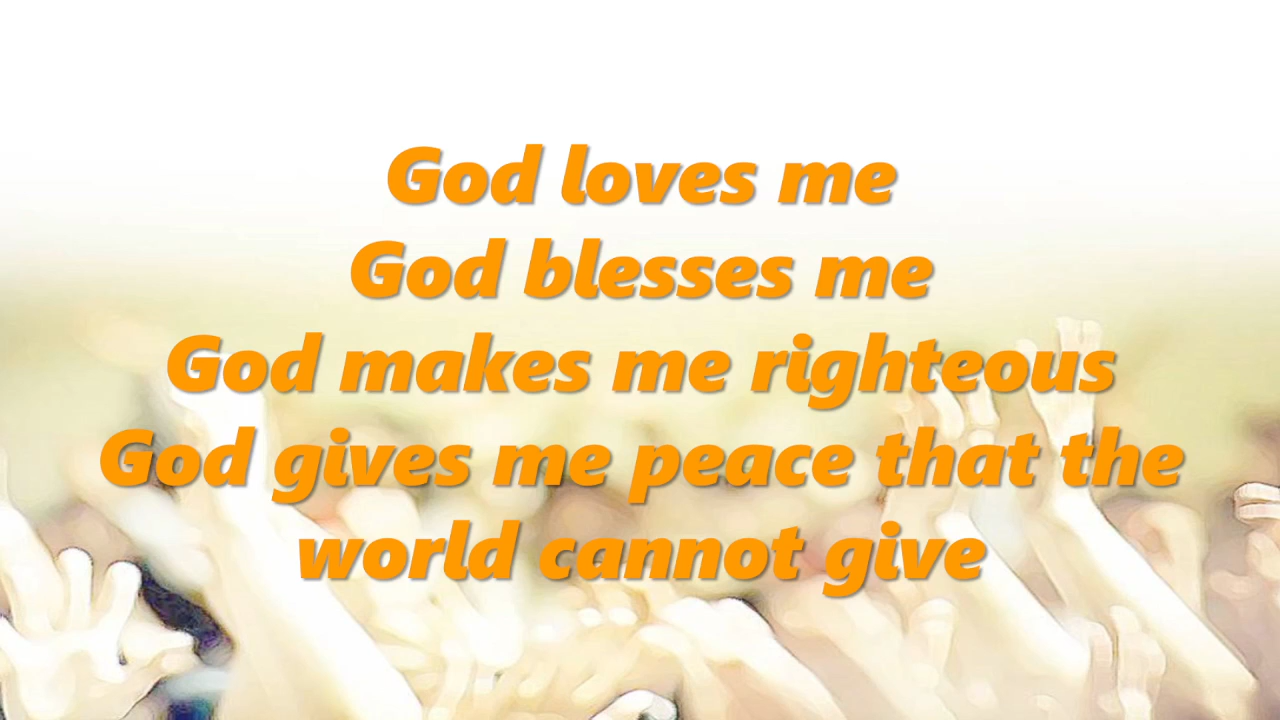 God loves me
God blesses me
God makes me righteous
God gives me peace that the
world cannot give